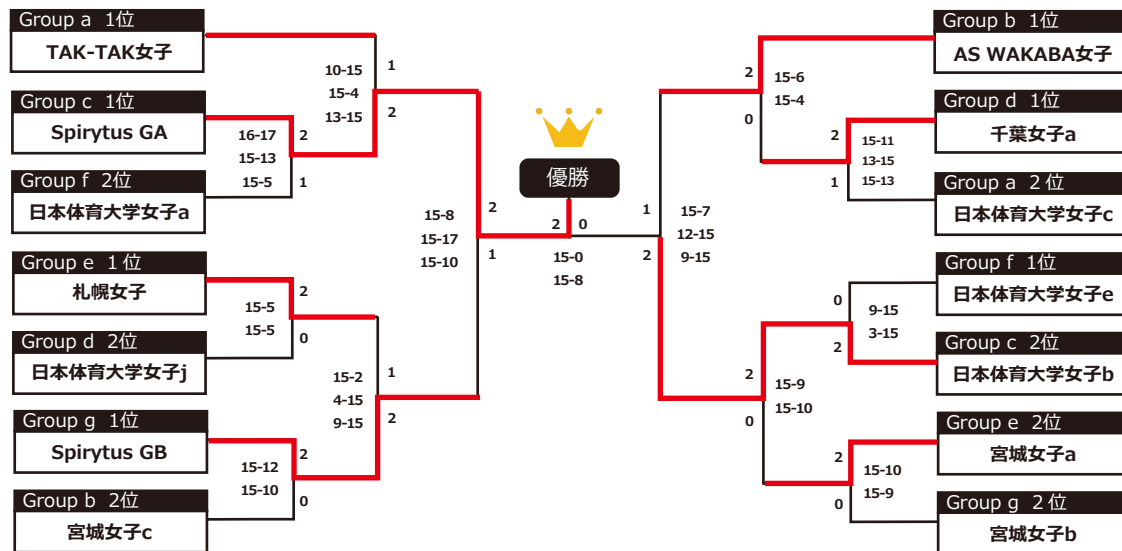 Group a 1位
TAK-TAK女子
Group c 1位
Spirytus GA
Group f 2位
日本体育大学女子a
Group e 1位
札幌女子
Group d 2位
日本体育大学女子j
Group g 1位
Spirytus GB
Group b 2位
宮城女子c
16-17
15-13
15-5
2
1
15-5
15-5
2
0
15-12
15-10
2
0
10-15
15-4
13-15
1
2
15-2
4-15
9-15
1
2
15-8
15-17
15-10
2
1
優勝
2
0
15-0
15-8
1
2
15-7
12-15
9-15
2
0
15-6
15-4
2
0
15-9
15-10
2
1
15-11
13-15
15-13
0
2
9-15
3-15
2
0
15-10
15-9
Group b 1位
AS WAKABA女子
Group d 1位
千葉女子a
Group a 2位
日本体育大学女子c
Group f 1位
日本体育大学女子e
Group c 2位
日本体育大学女子b
Group e 2位
宮城女子a
Group g 2位
宮城女子b